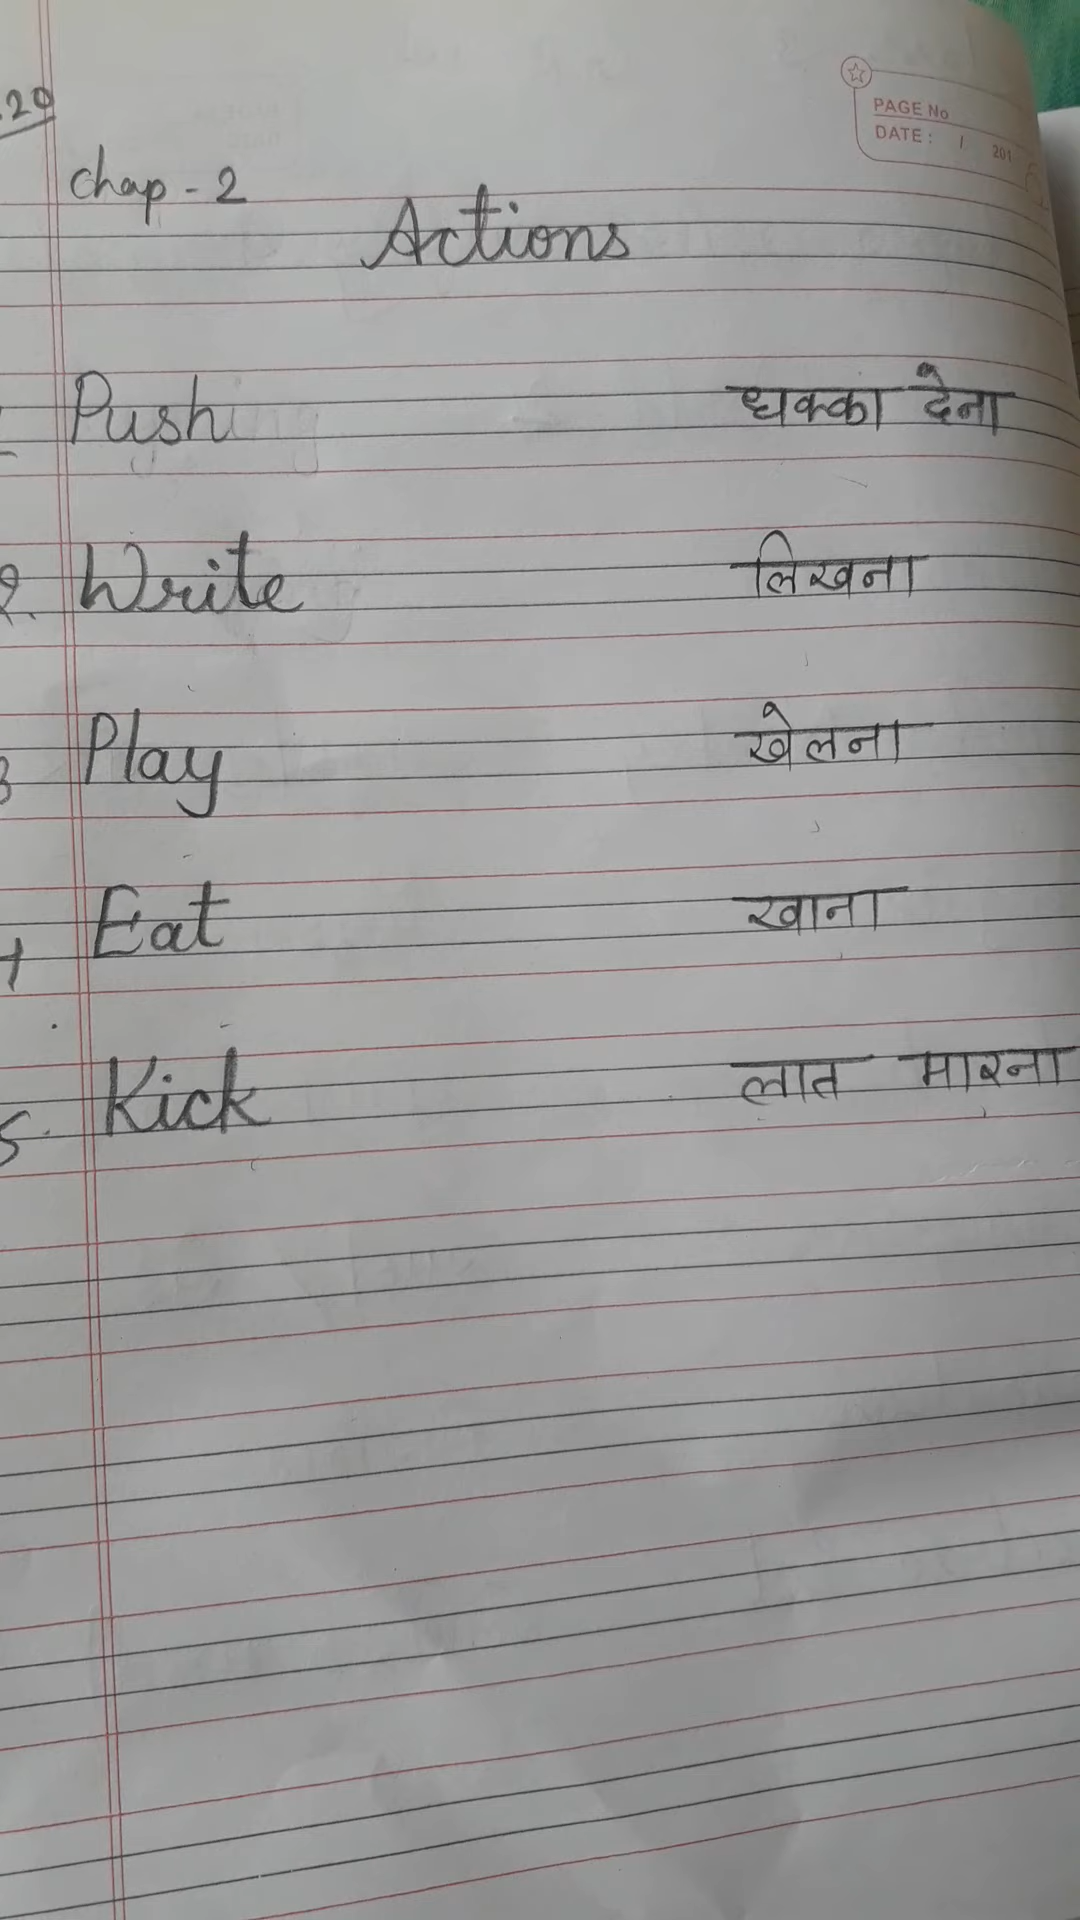 .20
PAGE No
DATE : / 201
Chap - 2
Actions
Push धक्का देना
2. Write लिखना
3 Play खेलना
4 Eat खाना
5. Kick लात मारना